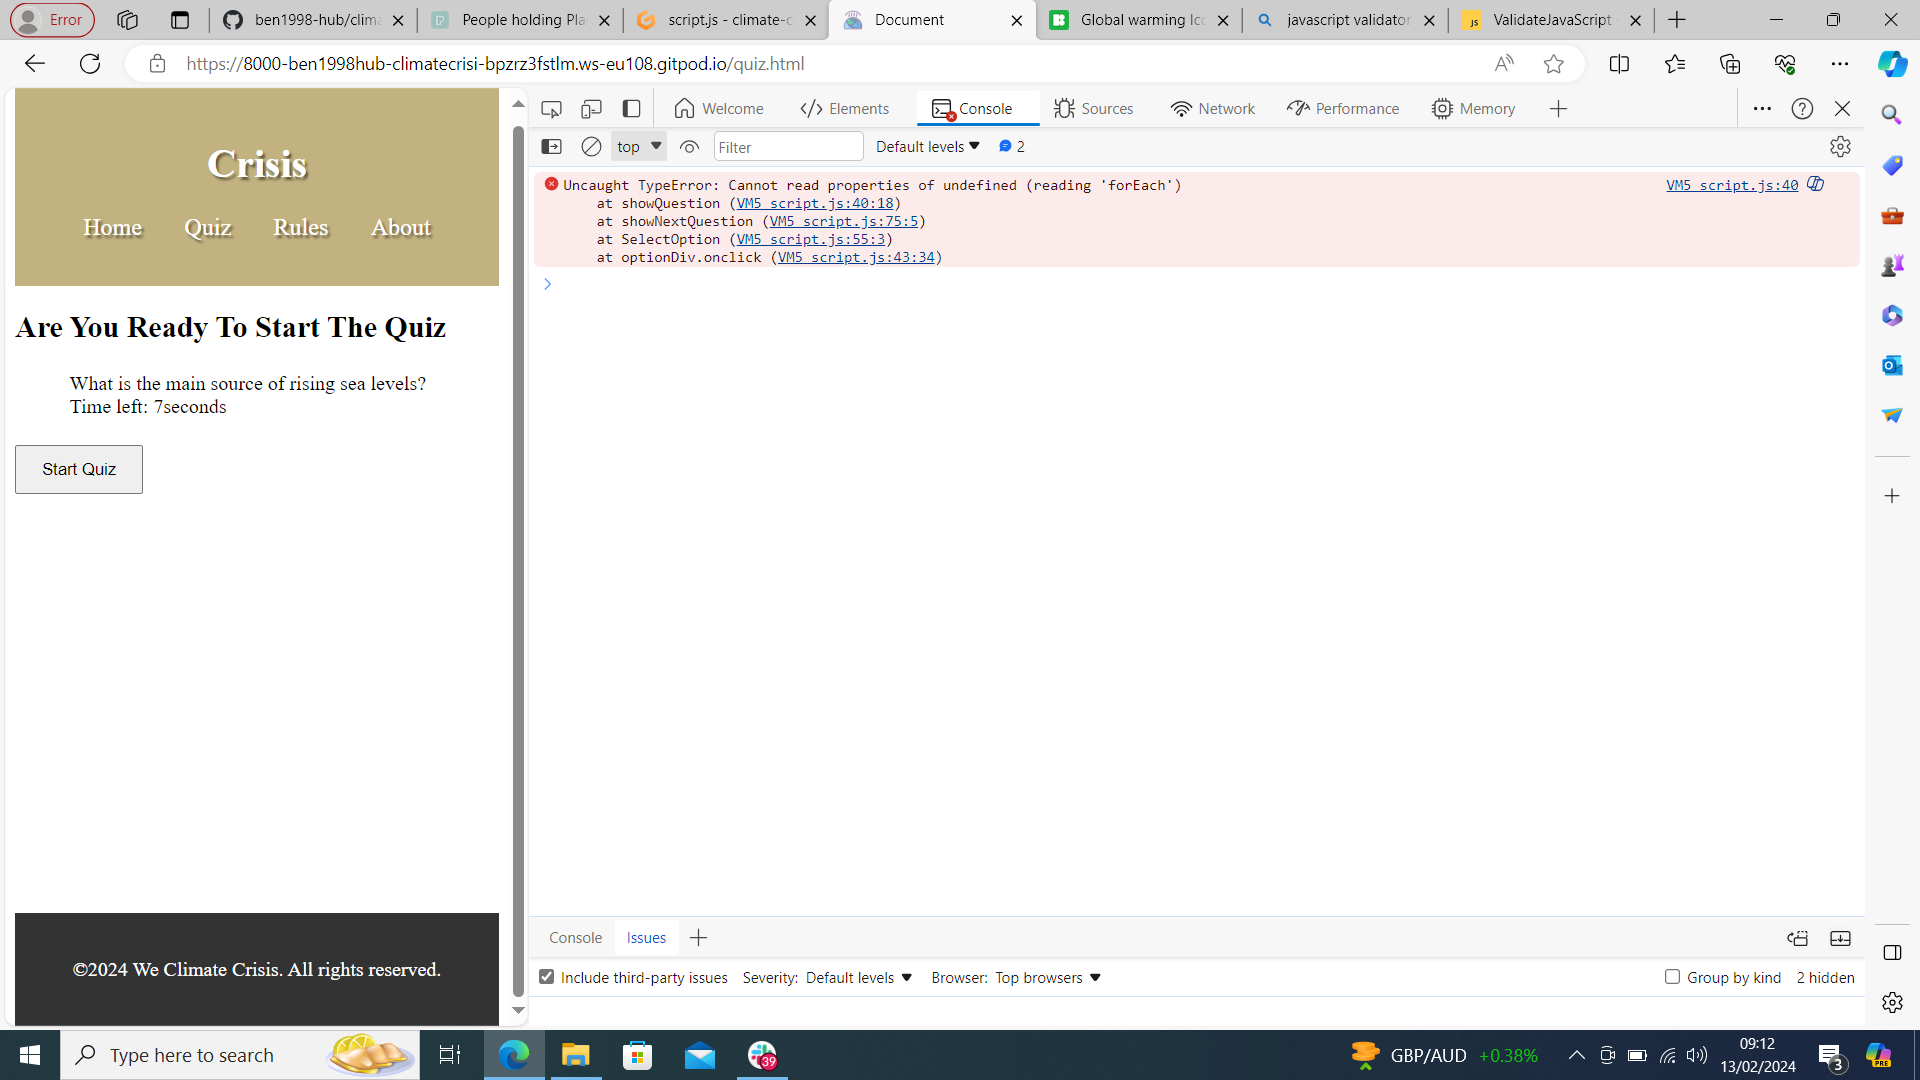 Error
ben1998-hub/clima
People holding Pla
script.js - climate-c
Document
Global warming Ico
javascript validator
ValidateJavaScript -
https://8000-ben1998hub-climatecrisi-bpzrz3fstlm.ws-eu108.gitpod.io/quiz.html
Crisis
Home Quiz Rules About
Are You Ready To Start The Quiz
What is the main source of rising sea levels?
Time left: 7seconds
Start Quiz
©2024 We Climate Crisis. All rights reserved.
Welcome Elements Console Sources Network Performance Memory
top Filter Default levels 2
Uncaught TypeError: Cannot read properties of undefined (reading 'forEach') VM5 script.js:40
at showQuestion (VM5 script.js:40:18)
at showNextQuestion (VM5 script.js:75:5)
at SelectOption (VM5 script.js:55:3)
at optionDiv.onclick (VM5 script.js:43:34)
Console Issues
Include third-party issues Severity: Default levels Browser: Top browsers Group by kind 2 hidden
Type here to search
39
GBP/AUD +0.38%
09:12
13/02/2024
3
PRE